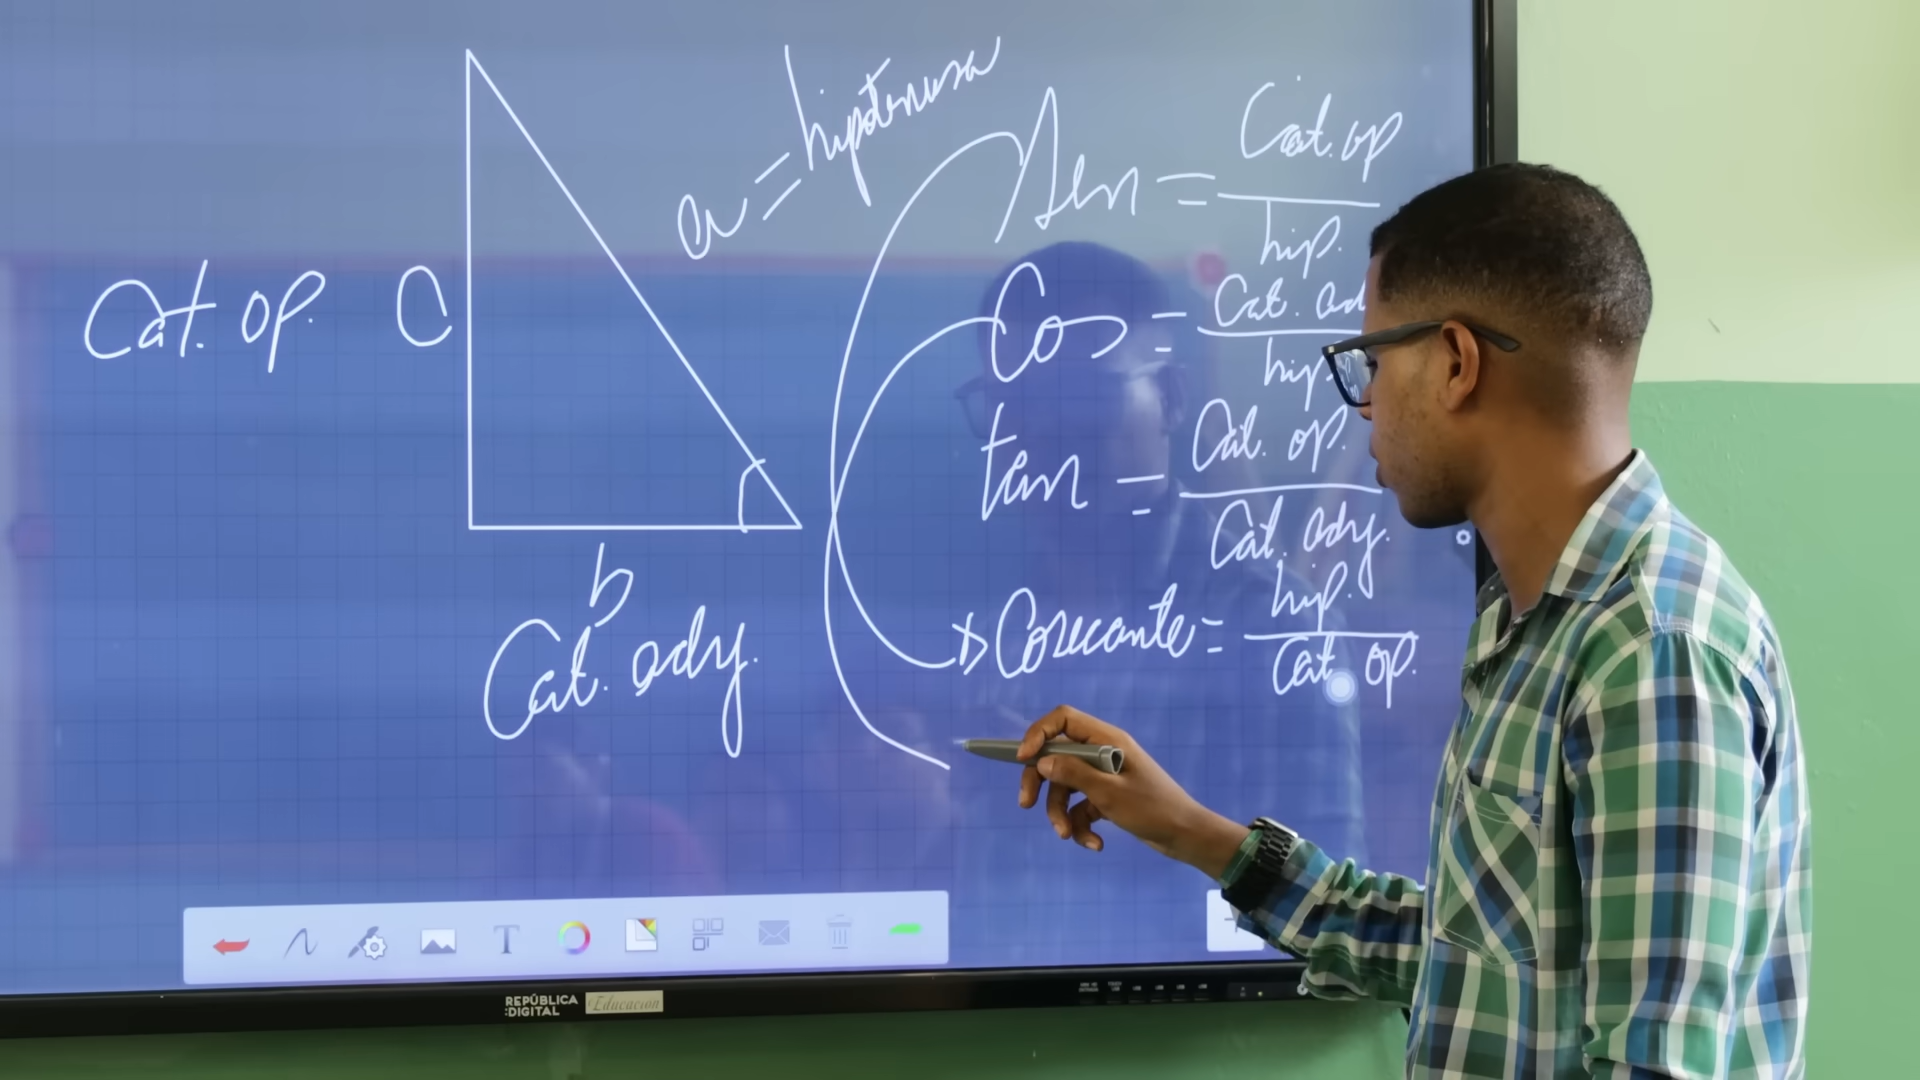 a = hipotenusa
Cat. op. C
b
Cat. ady.
Sen = Cat. op
hip.
Cos = Cat. ad
hip
tan = Cat. op.
Cat. ady.
Cosecante = hip.
Cat. op.
T
REPÚBLICA
:DIGITAL
Educación